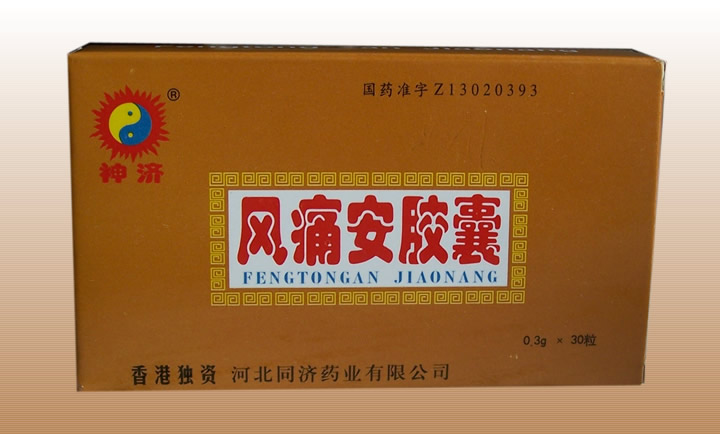 Fengtongan Jiaonang
国药准字Z13020393
®
神济
风痛安胶囊
FENGTONGAN JIAONANG
0.3g × 30粒
香港独资 河北同济药业有限公司